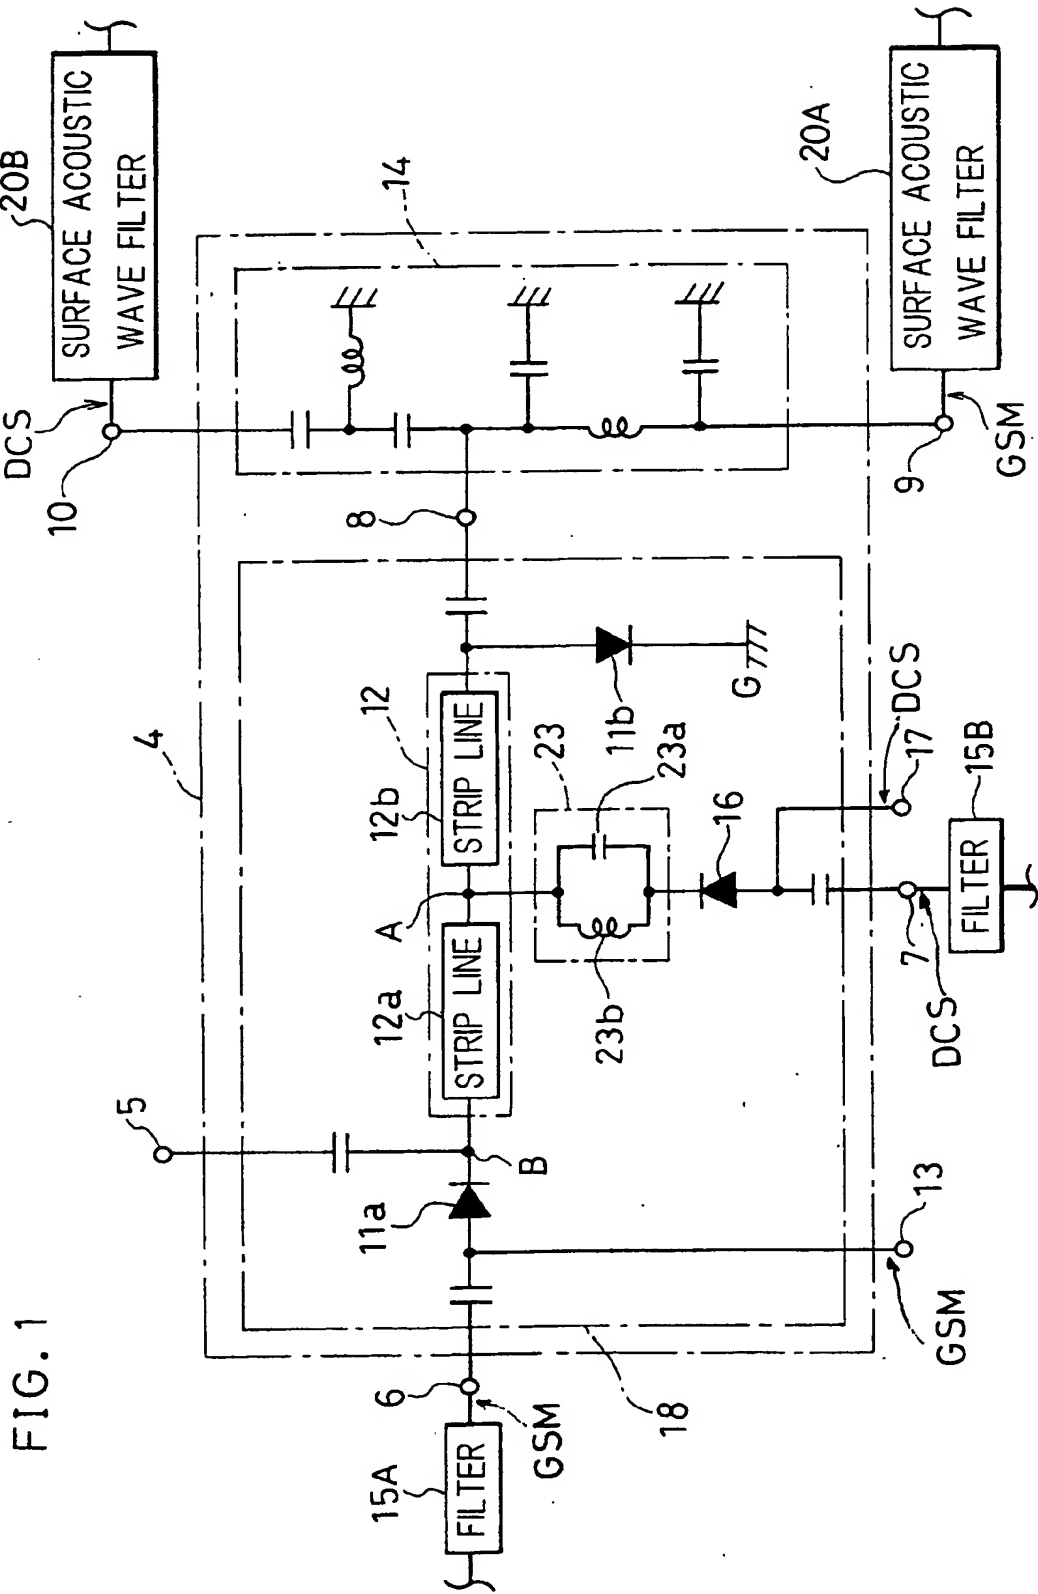 FIG. 1
4
5
6
7
8
9
10
DCS
20B
SURFACE ACOUSTIC
WAVE FILTER
14
20A
SURFACE ACOUSTIC
WAVE FILTER
GSM
12
12a
STRIP LINE
12b
STRIP LINE
A
B
11a
11b
G
23
23a
23b
16
DCS
17
15B
FILTER
DCS
13
GSM
18
GSM
15A
FILTER